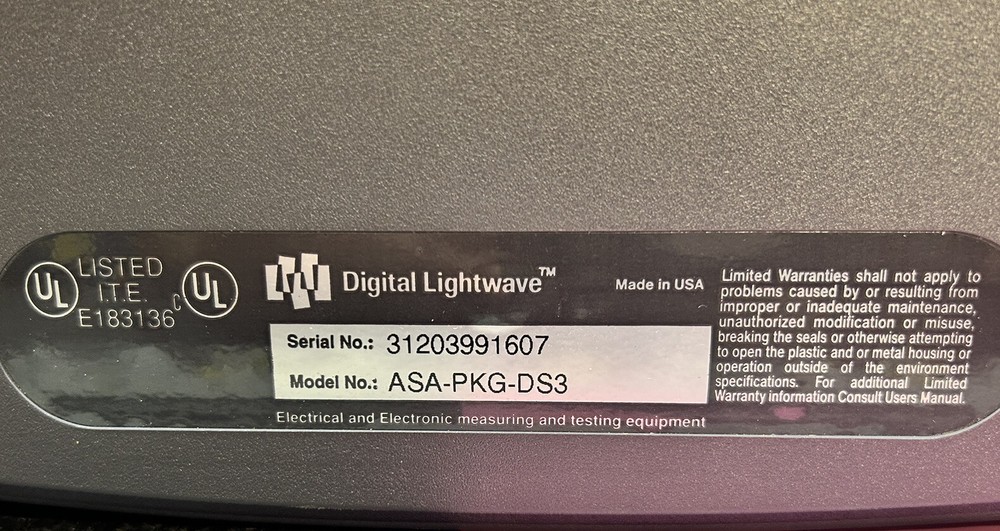 UL LISTED
I.T.E.
E183136
C UL
Digital Lightwave™
Made in USA
Serial No.: 31203991607
Model No.: ASA-PKG-DS3
Electrical and Electronic measuring and testing equipment
Limited Warranties shall not apply to
problems caused by or resulting from
improper or inadequate maintenance,
unauthorized modification or misuse,
breaking the seals or otherwise attempting
to open the plastic and or metal housing or
operation outside of the environment
specifications. For additional Limited
Warranty information Consult Users Manual.